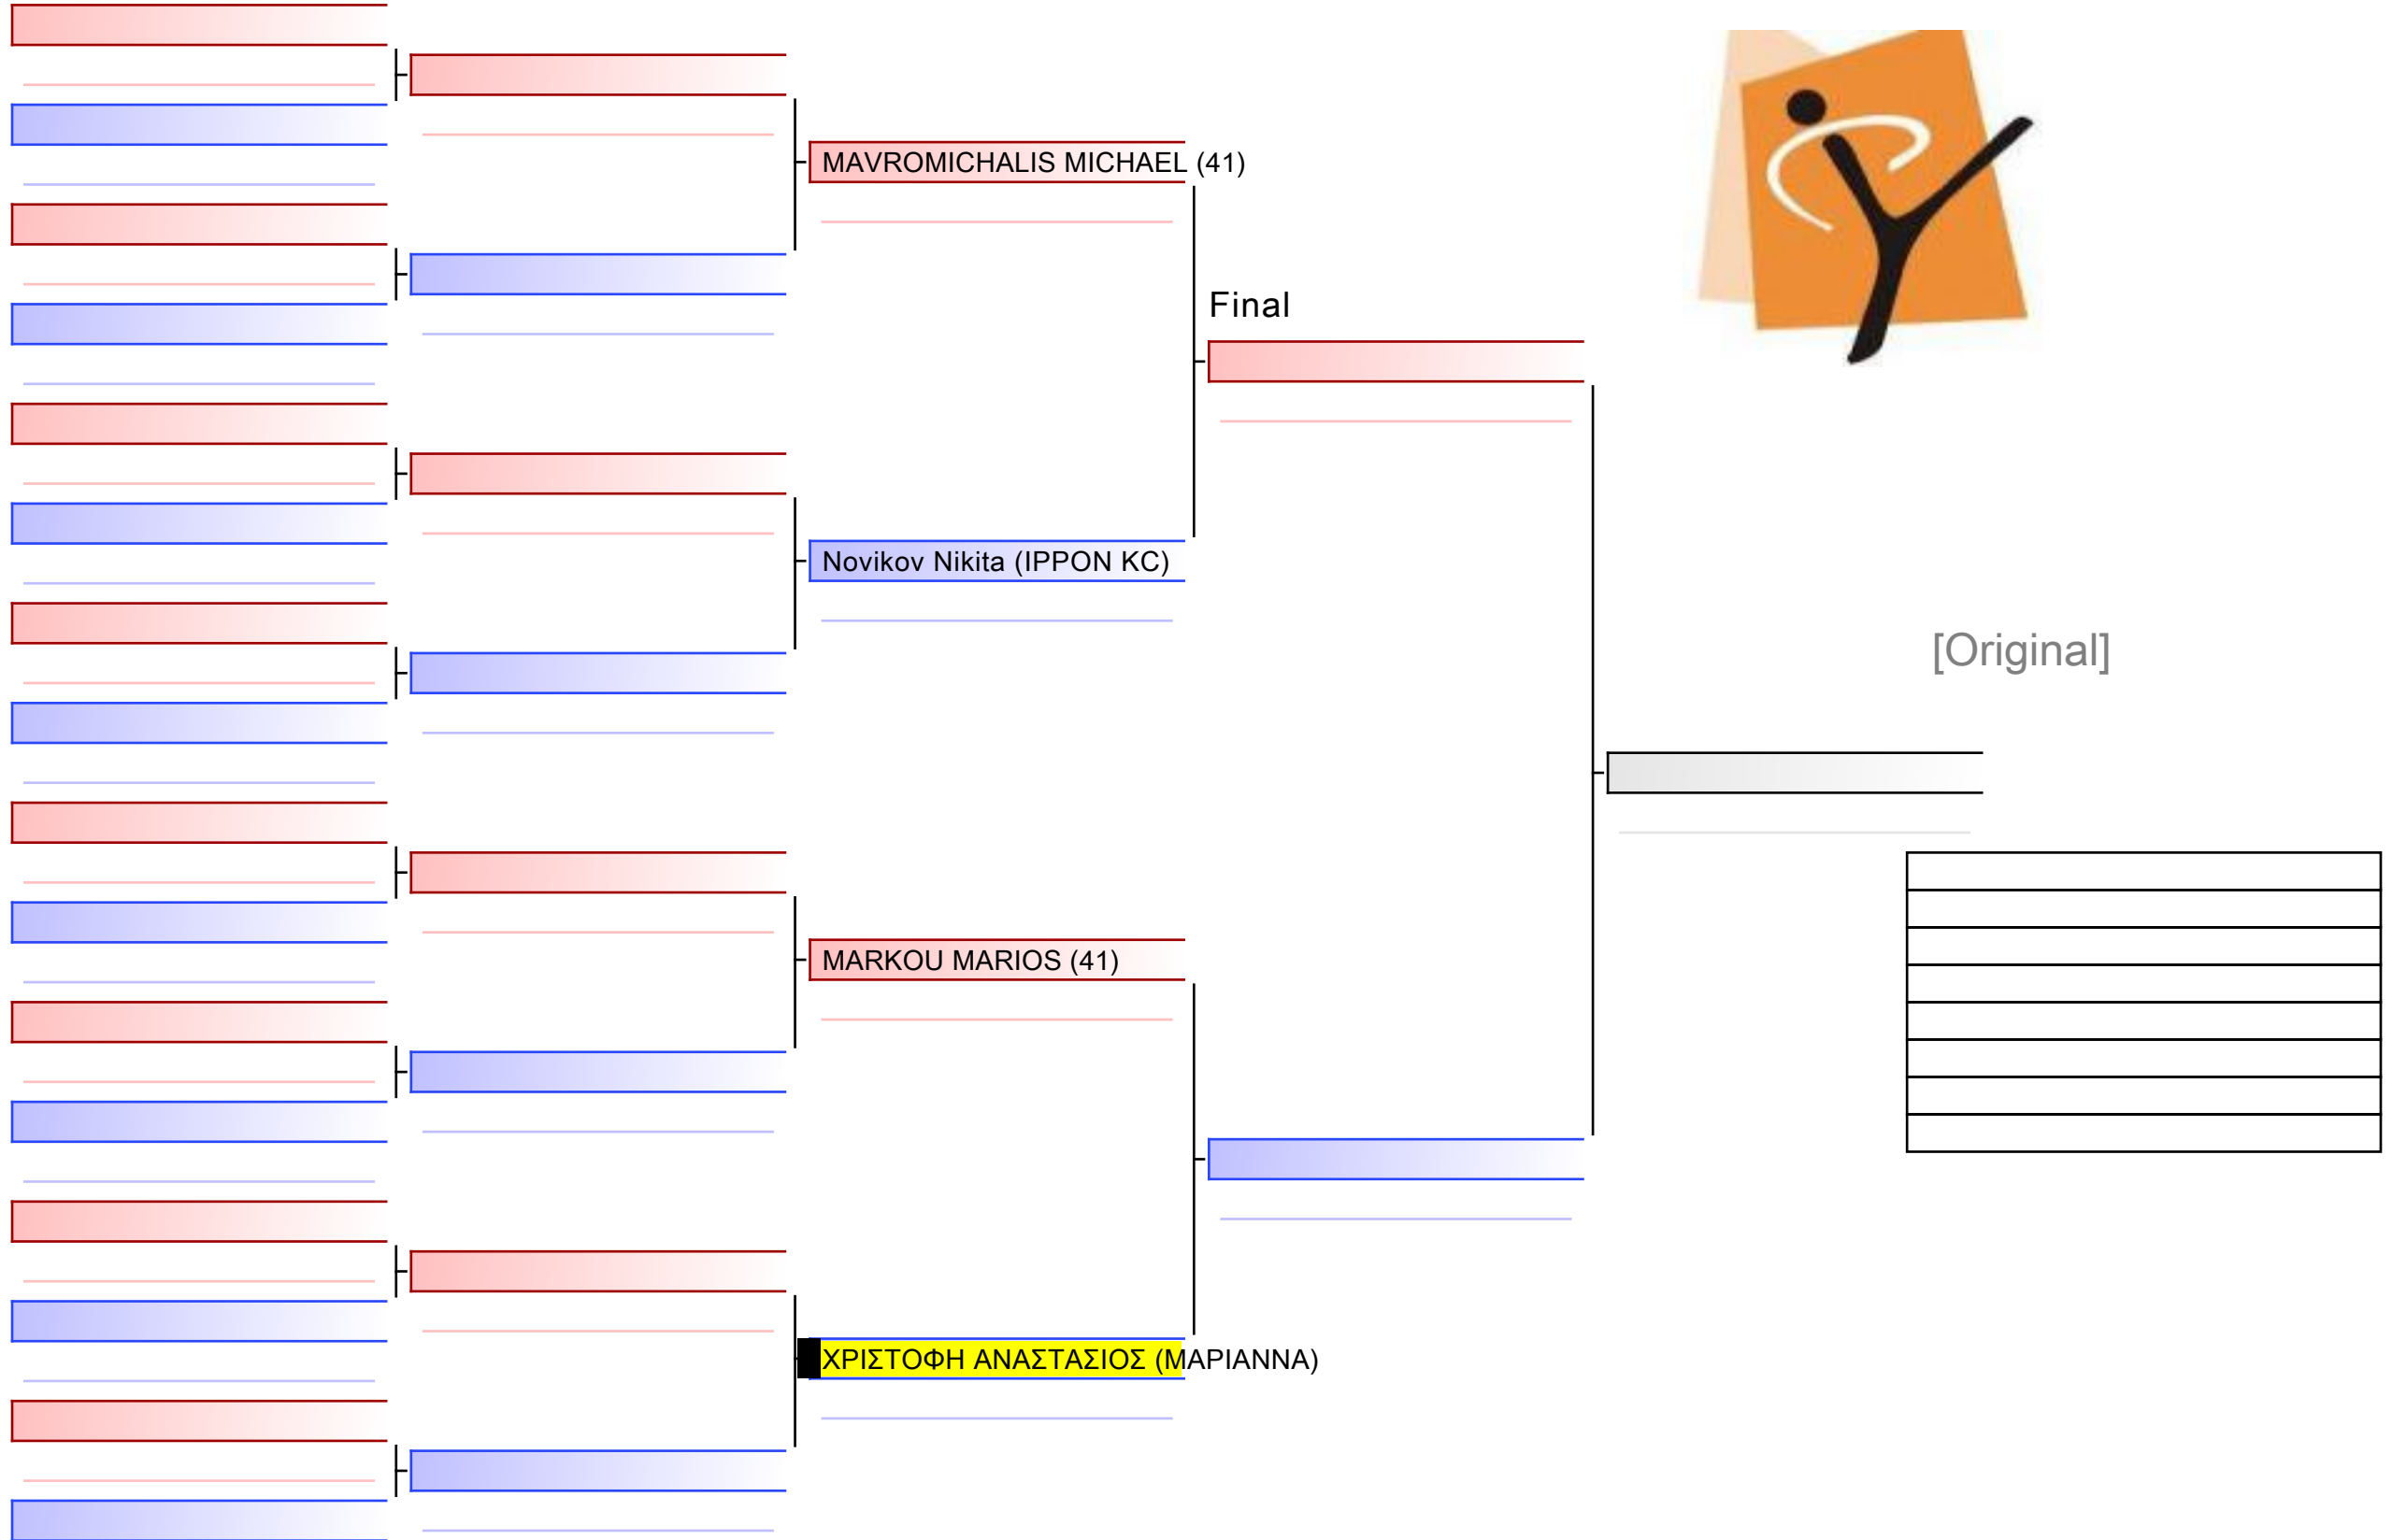 MAVROMICHALIS MICHAEL (41)
Final
Novikov Nikita (IPPON KC)
[Original]
MARKOU MARIOS (41)
ΧΡΙΣΤΟΦΗ ΑΝΑΣΤΑΣΙΟΣ (ΜΑΡΙΑΝΝΑ)